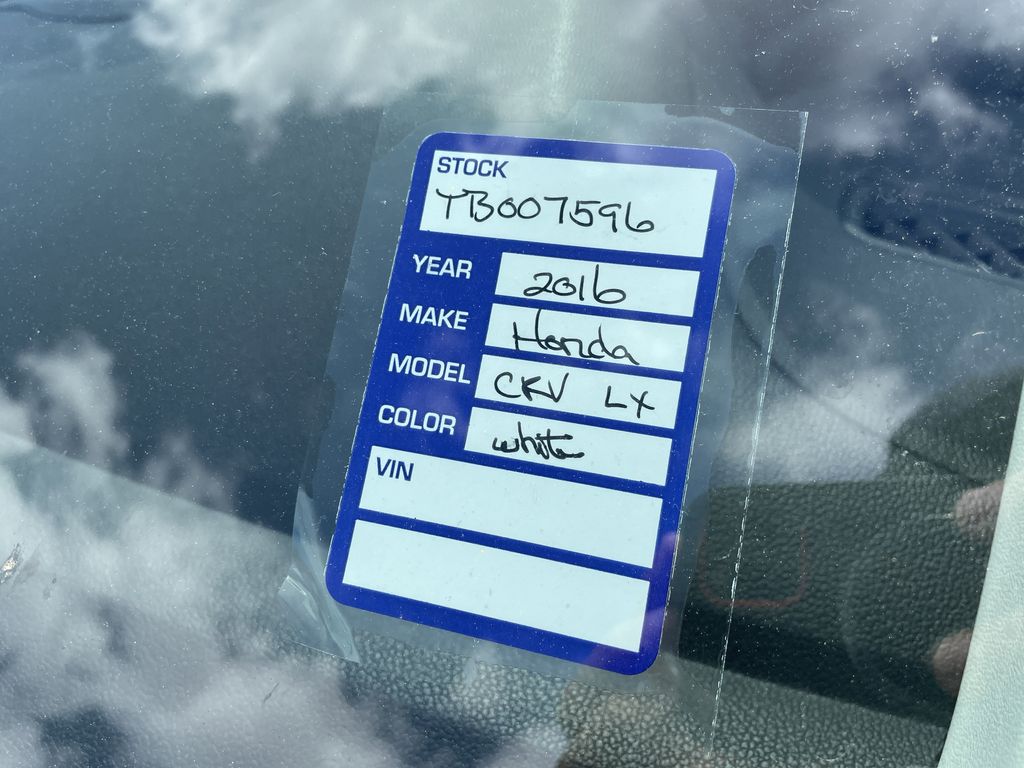 STOCK
YB007596
YEAR 2016
MAKE Honda
MODEL CRV LX
COLOR white
VIN